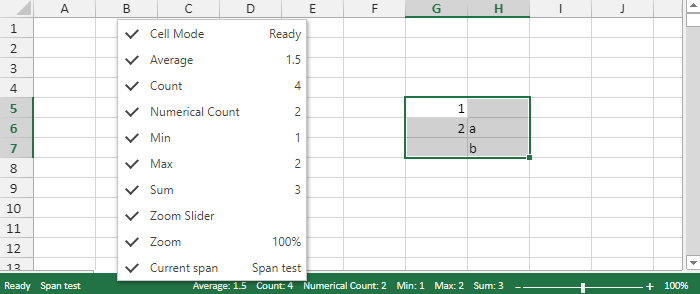 A B C D E F G H I J
1
2
3
4
5 1
6 2 a
7 b
8
9
10
11
12
13
Cell Mode Ready
Average 1.5
Count 4
Numerical Count 2
Min 1
Max 2
Sum 3
Zoom Slider
Zoom 100%
Current span Span test
Ready Span test Average: 1.5 Count: 4 Numerical Count: 2 Min: 1 Max: 2 Sum: 3 100%